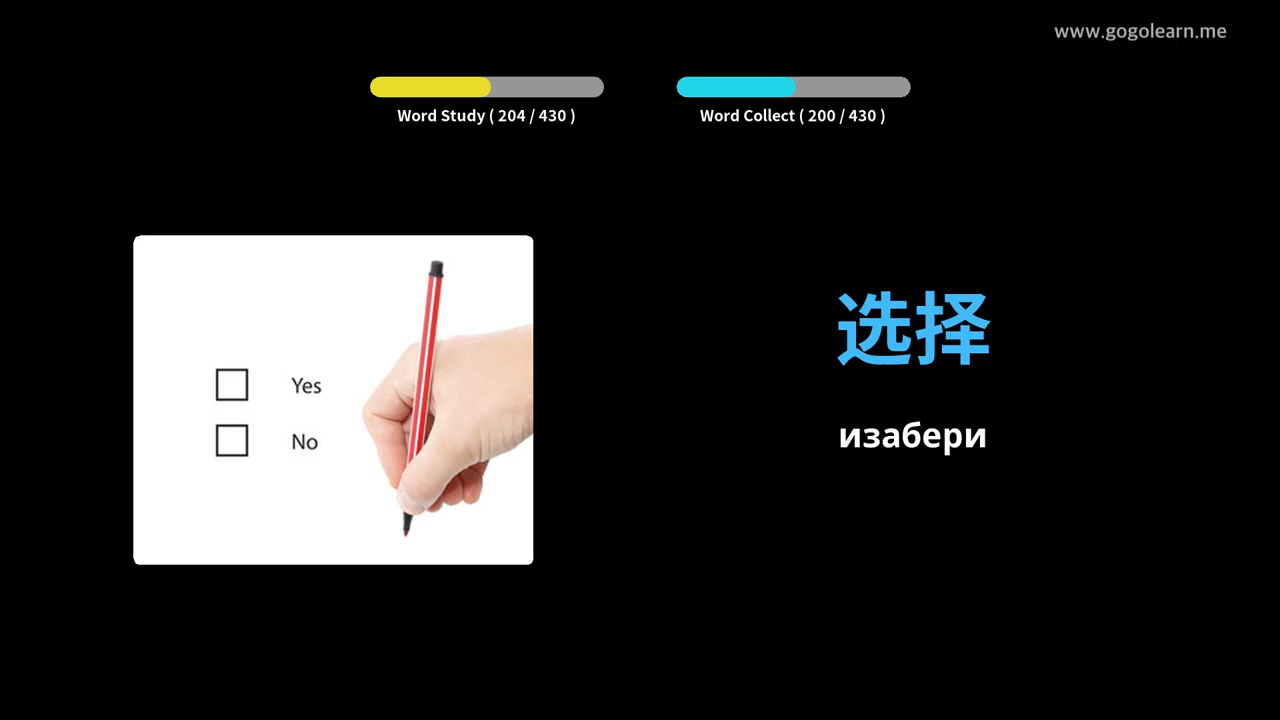 www.gogolearn.me
Word Study ( 204 / 430 )
Word Collect ( 200 / 430 )
Yes
No
选择
изабери